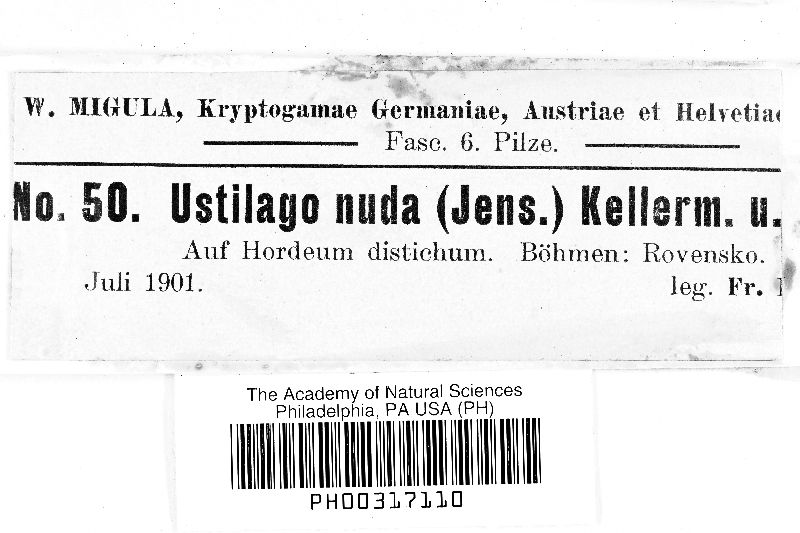 W. MIGULA, Kryptogamae Germaniae, Austriae et Helvetiae
Fasc. 6. Pilze.
No. 50. Ustilago nuda (Jens.) Kellerm. u.
Auf Hordeum distichum. Böhmen: Rovensko.
Juli 1901. leg. Fr.
The Academy of Natural Sciences
Philadelphia, PA USA (PH)
PH00317110